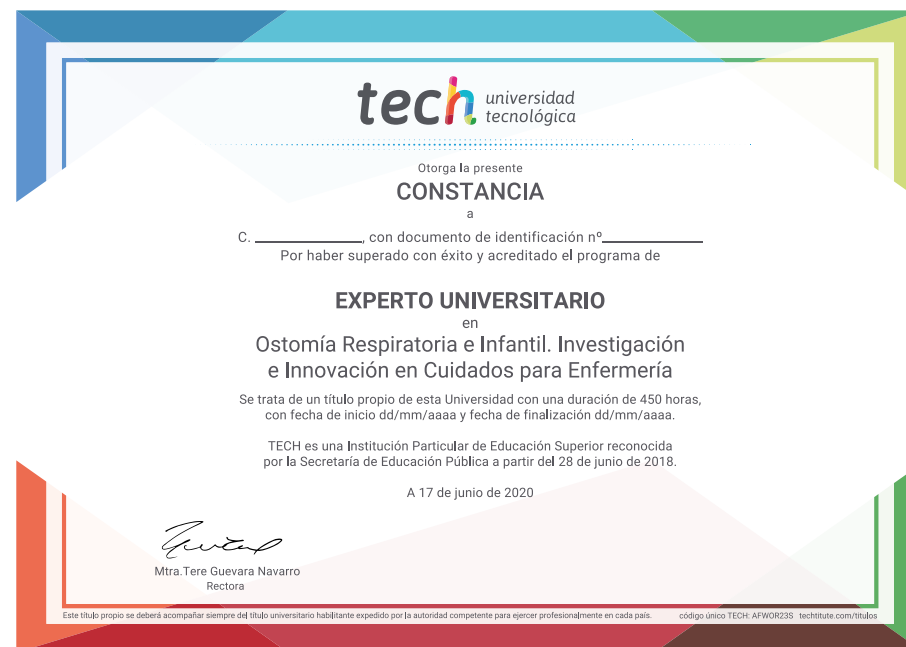 tech universidad
tecnológica
Otorga la presente
CONSTANCIA
a
C. ____________, con documento de identificación nº____________
Por haber superado con éxito y acreditado el programa de
EXPERTO UNIVERSITARIO
en
Ostomía Respiratoria e Infantil. Investigación
e Innovación en Cuidados para Enfermería
Se trata de un título propio de esta Universidad con una duración de 450 horas,
con fecha de inicio dd/mm/aaaa y fecha de finalización dd/mm/aaaa.
TECH es una Institución Particular de Educación Superior reconocida
por la Secretaría de Educación Pública a partir del 28 de junio de 2018.
A 17 de junio de 2020
Mtra.Tere Guevara Navarro
Rectora
Este título propio se deberá acompañar siempre del título universitario habilitante expedido por la autoridad competente para ejercer profesionalmente en cada país. código único TECH: AFWOR23S techtitute.com/titulos